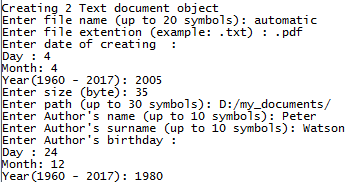 Creating 2 Text document object
Enter file name (up to 20 symbols): automatic
Enter file extention (example: .txt) : .pdf
Enter date of creating  :
Day : 4
Month: 4
Year(1960 - 2017): 2005
Enter size (byte): 35
Enter path (up to 30 symbols): D:/my_documents/
Enter Author's name (up to 10 symbols): Peter
Enter Author's surname (up to 10 symbols): Watson
Enter Author's birthday :
Day : 24
Month: 12
Year(1960 - 2017): 1980